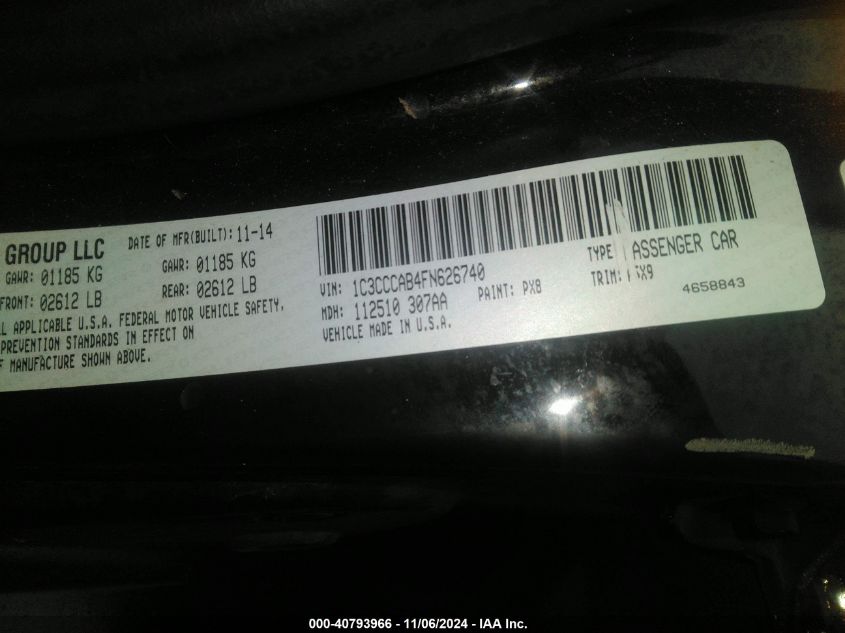 GROUP LLC DATE OF MFR(BUILT): 11-14
GAWR: 01185 KG GAWR: 01185 KG
FRONT: 02612 LB REAR: 02612 LB
APPLICABLE U.S.A. FEDERAL MOTOR VEHICLE SAFETY,
PREVENTION STANDARDS IN EFFECT ON
MANUFACTURE SHOWN ABOVE.
VIN: 1C3CCCAB4FN626740 TYPE ASSENGER CAR
MDH: 112510 307AA PAINT: PX8 TRIM: X9
VEHICLE MADE IN U.S.A. 4658843
000-40793966 - 11/06/2024 - IAA Inc.